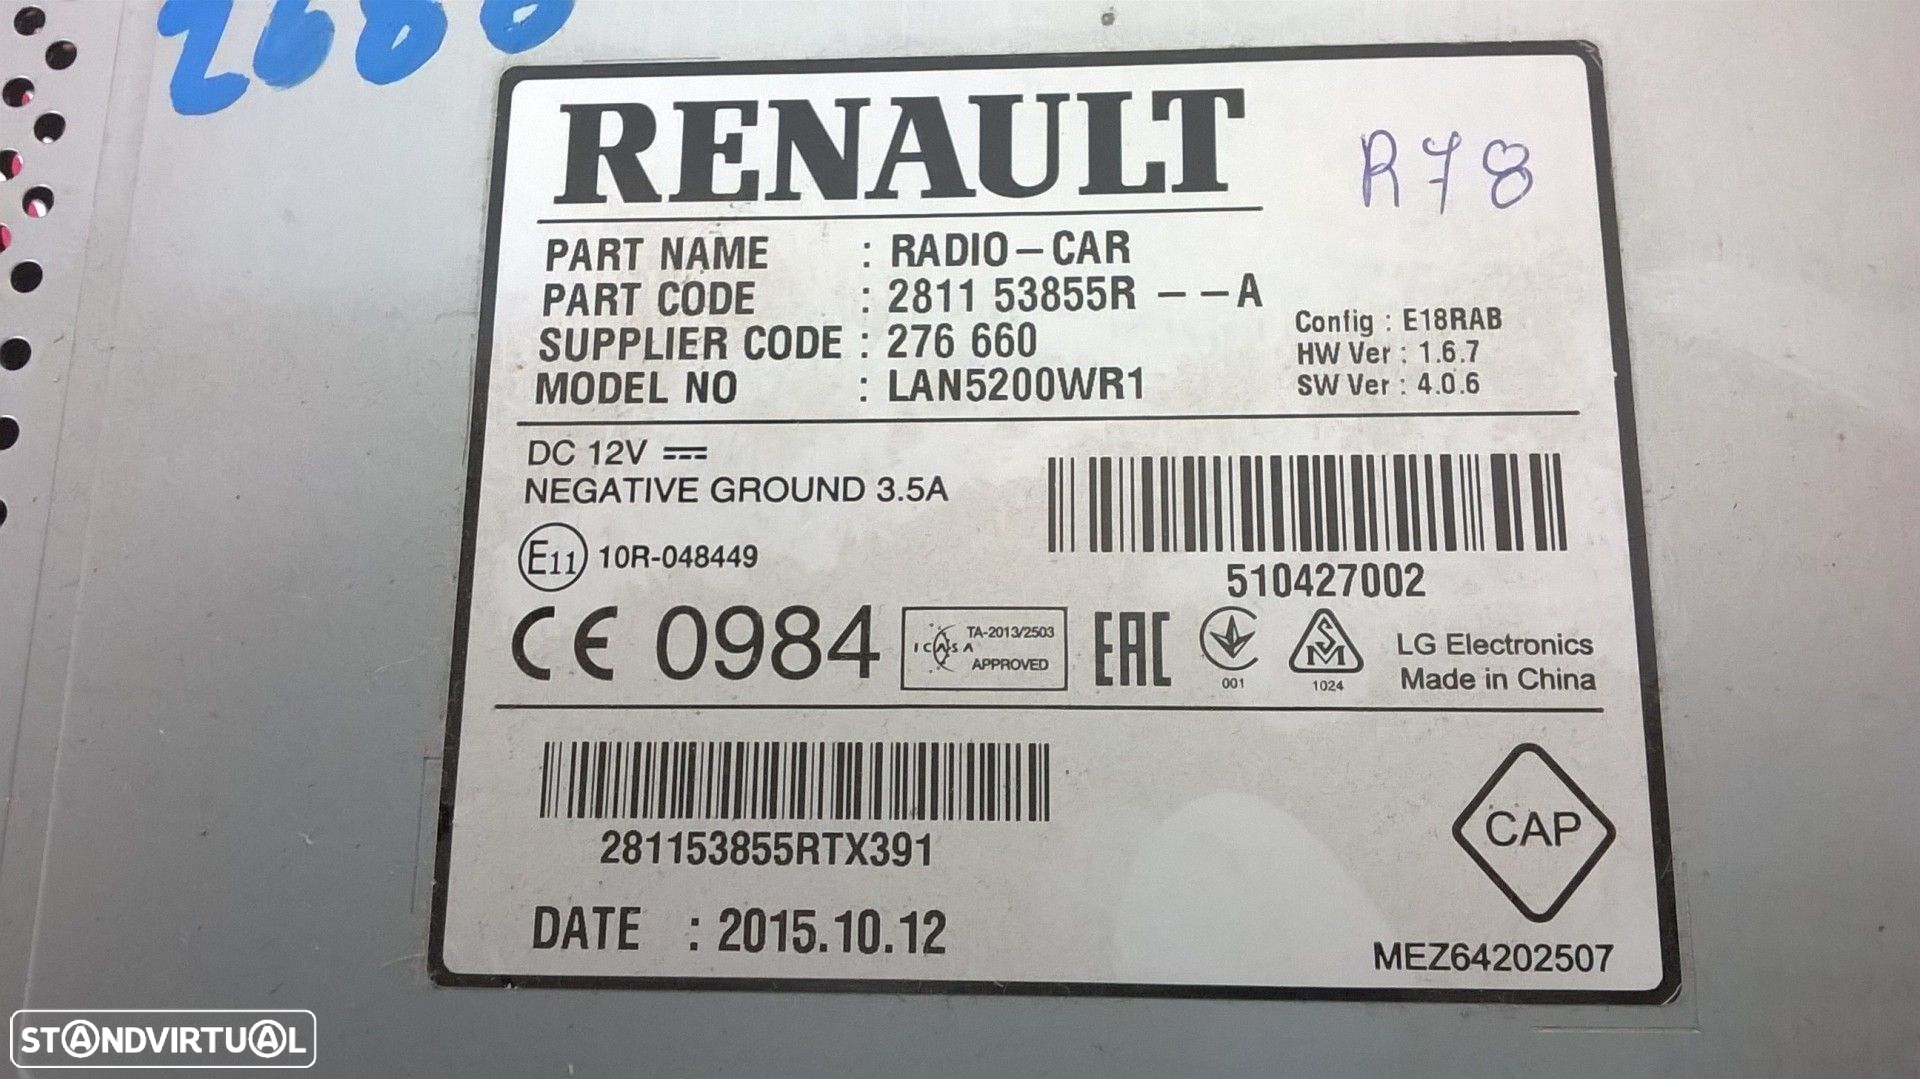 2688
RENAULT
R78
PART NAME : RADIO-CAR
PART CODE : 2811 53855R --A
SUPPLIER CODE : 276 660
MODEL NO : LAN5200WR1
Config : E18RAB
HW Ver : 1.6.7
SW Ver : 4.0.6
DC 12V
NEGATIVE GROUND 3.5A
E11 10R-048449
510427002
CE 0984
ICASA
TA-2013/2503
APPROVED
EAC
001
SM
1024
LG Electronics
Made in China
281153855RTX391
CAP
DATE : 2015.10.12
MEZ64202507
STANDVIRTUAL